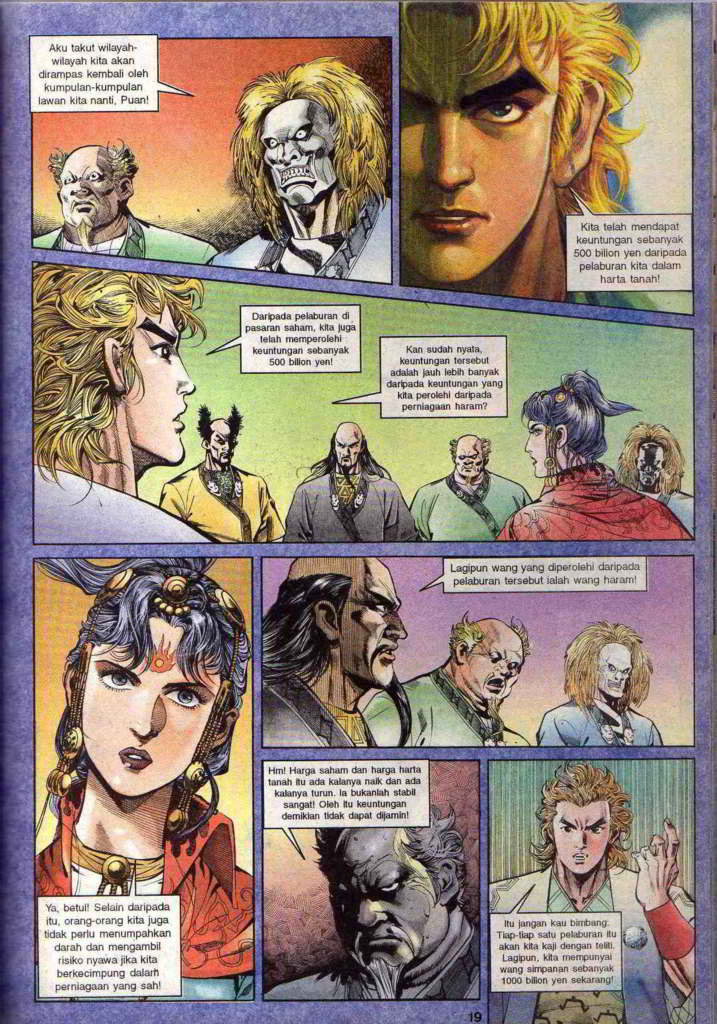 Aku takut wilayah-
wilayah kita akan
dirampas kembali oleh
kumpulan-kumpulan
lawan kita nanti, Puan!
Kita telah mendapat
keuntungan sebanyak
500 bilion yen daripada
pelaburan kita dalam
harta tanah!
Daripada pelaburan di
pasaran saham, kita juga
telah memperolehi
keuntungan sebanyak
500 bilion yen!
Kan sudah nyata,
keuntungan tersebut
adalah jauh lebih banyak
daripada keuntungan yang
kita perolehi daripada
perniagaan haram?
Ya, betul! Selain daripada
itu, orang-orang kita juga
tidak perlu menumpahkan
darah dan mengambil
risiko nyawa jika kita
berkecimpung dalam
perniagaan yang sah!
Lagipun wang yang diperolehi daripada
pelaburan tersebut ialah wang haram!
Hm! Harga saham dan harga harta
tanah itu ada kalanya naik dan ada
kalanya turun. Ia bukanlah stabil
sangat! Oleh itu keuntungan
demikian tidak dapat dijamin!
Itu jangan kau bimbang.
Tiap-tiap satu pelaburan itu
akan kita kaji dengan teliti.
Lagipun, kita mempunyai
wang simpanan sebanyak
1000 bilion yen sekarang!
19